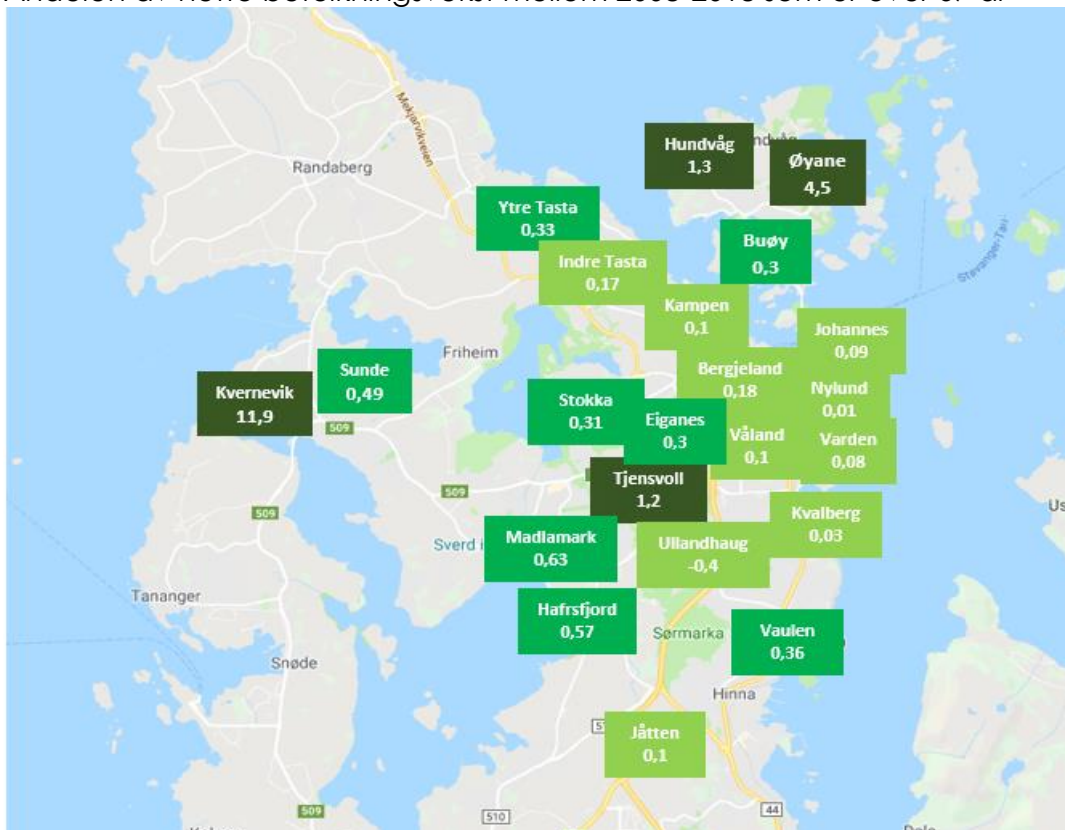 Mekjarvikveien
Randaberg
Hundvåg
1,3
ndvåg
Øyane
4,5
Ytre Tasta
0,33
Buøy
0,3
Indre Tasta
0,17
Kampen
0,1
Johannes
0,09
Friheim
Sunde
0,49
Kvernevik
11,9
509
Bergjeland
0,18
Nylund
0,01
Stokka
0,31
Eiganes
0,3
Våland
0,1
Varden
0,08
Tjensvoll
1,2
509
509
Kvalberg
0,03
Sverd i
Madlamark
0,63
Ullandhaug
-0,4
Tananger
Hafrsfjord
0,57
Sørmarka
Vaulen
0,36
Snøde
Hinna
Jåtten
0,1
509
510
44